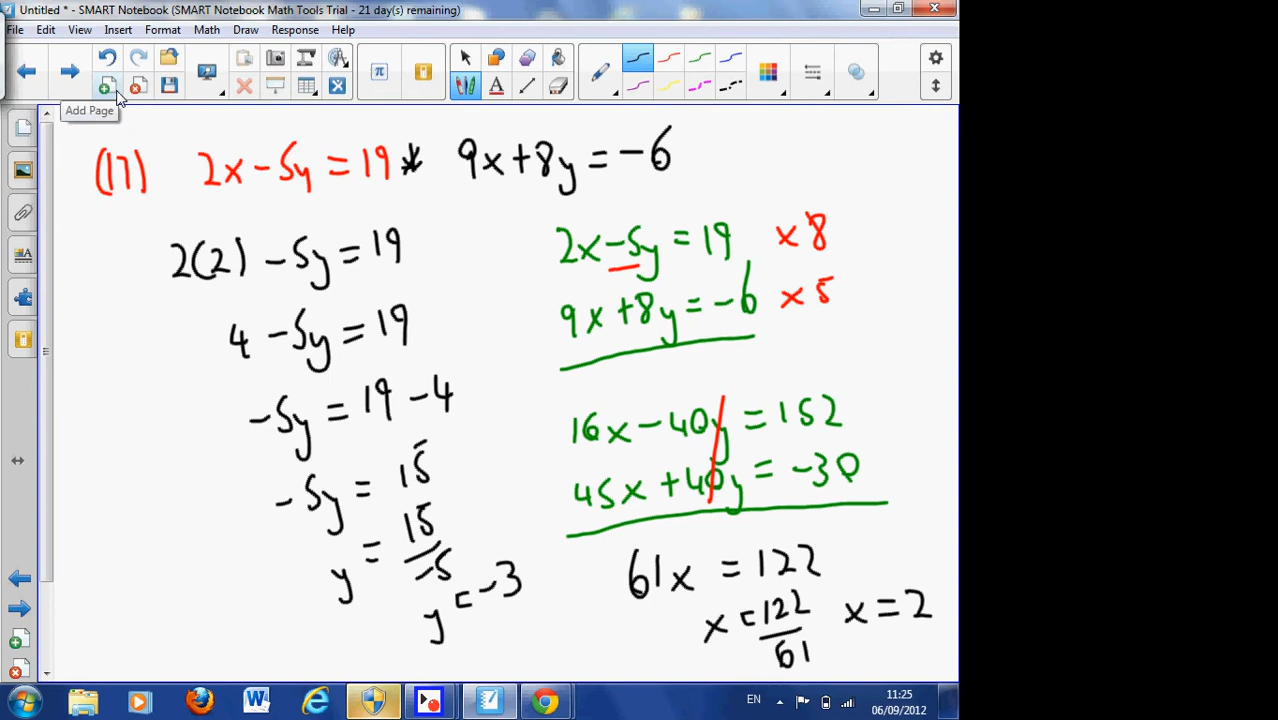 Untitled * - SMART Notebook (SMART Notebook Math Tools Trial - 21 day(s) remaining)
File Edit View Insert Format Math Draw Response Help
Add Page
(17) 2x - 5y = 19 * 9x + 8y = -6
2(2) - 5y = 19
4 - 5y = 19
-5y = 19 - 4
-5y = 15
y = 15/-5
y = -3
2x - 5y = 19 x 8
9x + 8y = -6 x 5
16x - 40y = 152
45x + 40y = -30
61x = 122
x = 122/61 x = 2
EN 11:25
06/09/2012